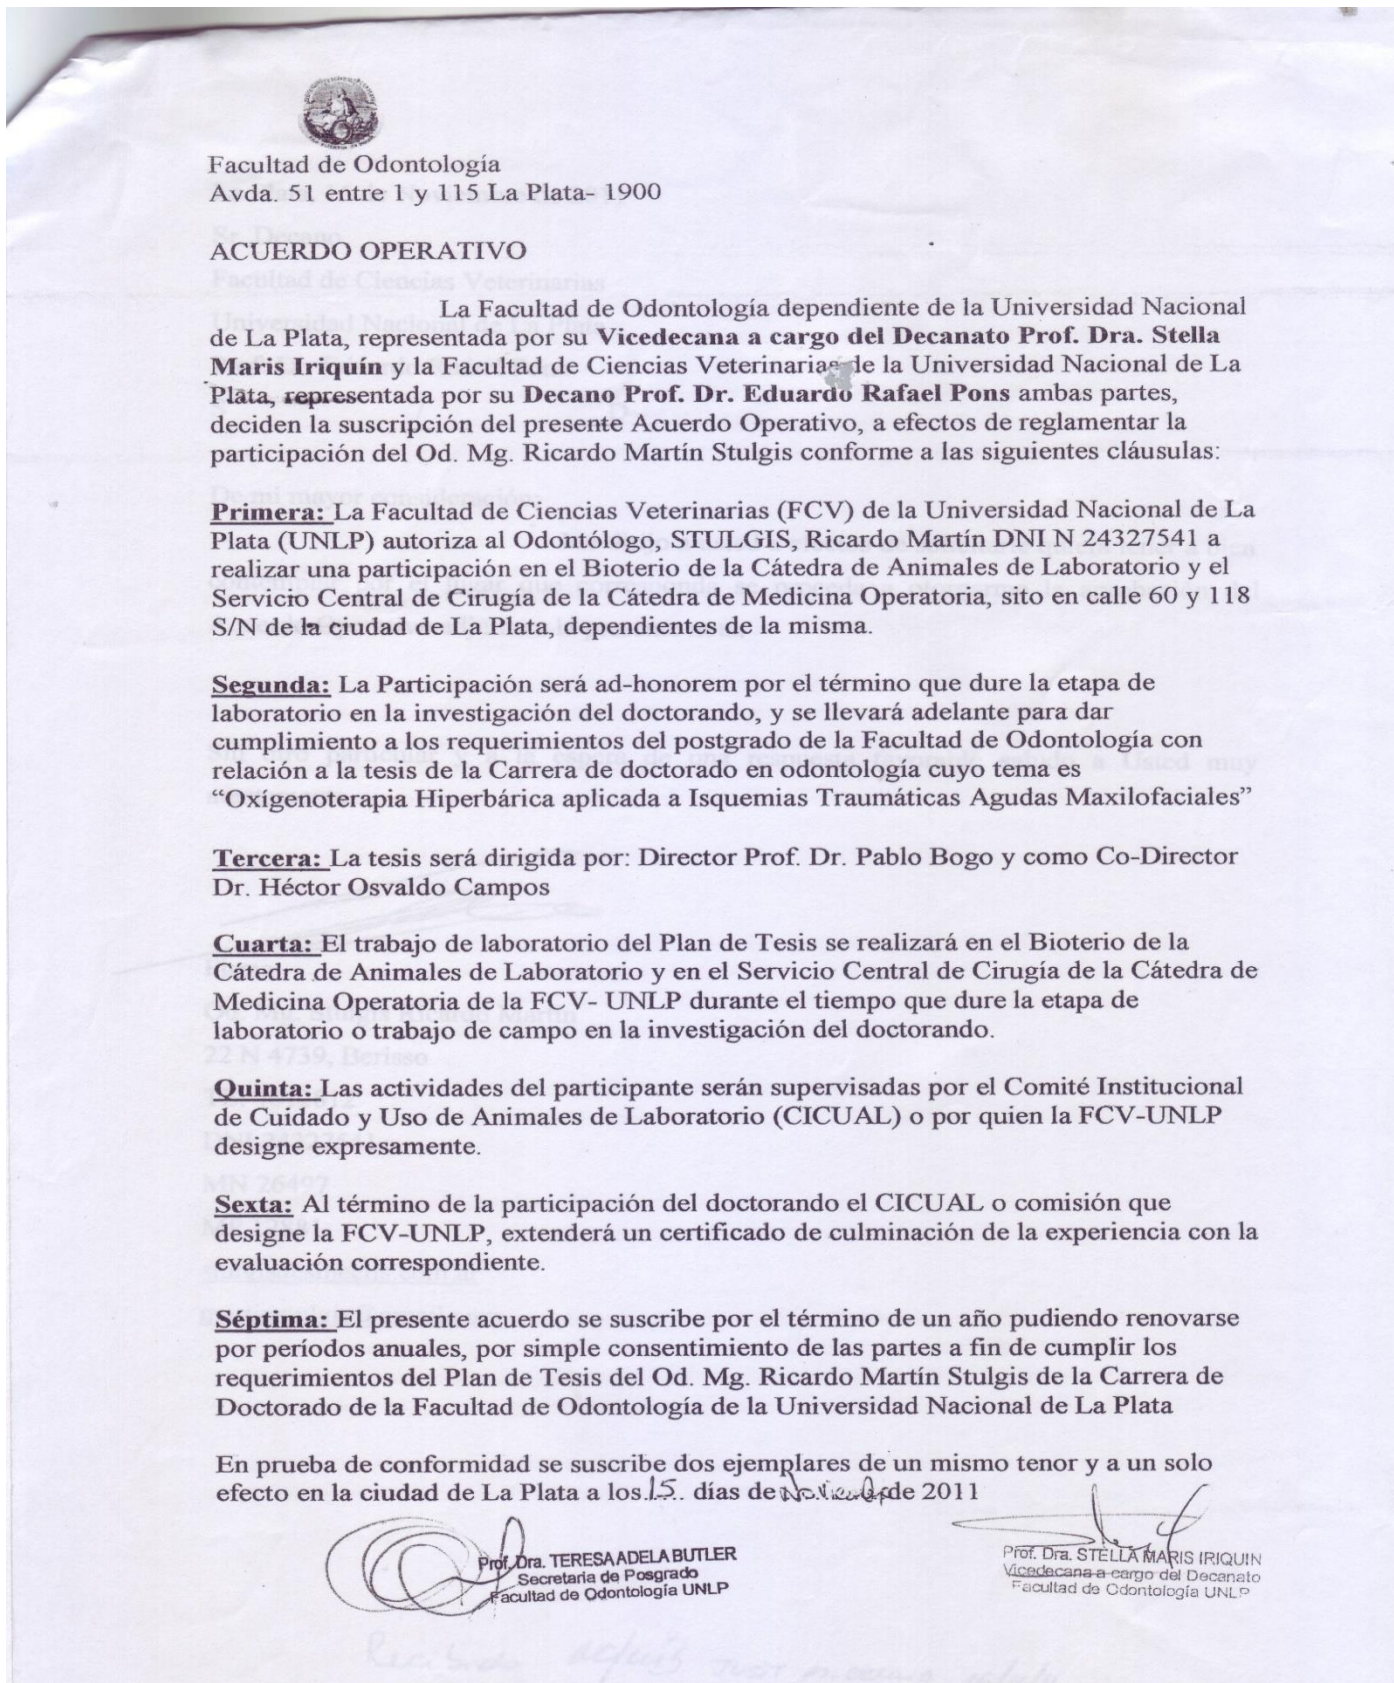 Facultad de Odontología
Avda. 51 entre 1 y 115 La Plata- 1900
ACUERDO OPERATIVO
La Facultad de Odontología dependiente de la Universidad Nacional
de La Plata, representada por su Vicedecana a cargo del Decanato Prof. Dra. Stella
Maris Iriquín y la Facultad de Ciencias Veterinarias de la Universidad Nacional de La
Plata, representada por su Decano Prof. Dr. Eduardo Rafael Pons ambas partes,
deciden la suscripción del presente Acuerdo Operativo, a efectos de reglamentar la
participación del Od. Mg. Ricardo Martín Stulgis conforme a las siguientes cláusulas:
Primera: La Facultad de Ciencias Veterinarias (FCV) de la Universidad Nacional de La
Plata (UNLP) autoriza al Odontólogo, STULGIS, Ricardo Martín DNI N 24327541 a
realizar una participación en el Bioterio de la Cátedra de Animales de Laboratorio y el
Servicio Central de Cirugía de la Cátedra de Medicina Operatoria, sito en calle 60 y 118
S/N de la ciudad de La Plata, dependientes de la misma.
Segunda: La Participación será ad-honorem por el término que dure la etapa de
laboratorio en la investigación del doctorando, y se llevará adelante para dar
cumplimiento a los requerimientos del postgrado de la Facultad de Odontología con
relación a la tesis de la Carrera de doctorado en odontología cuyo tema es
“Oxígenoterapia Hiperbárica aplicada a Isquemias Traumáticas Agudas Maxilofaciales”
Tercera: La tesis será dirigida por: Director Prof. Dr. Pablo Bogo y como Co-Director
Dr. Héctor Osvaldo Campos
Cuarta: El trabajo de laboratorio del Plan de Tesis se realizará en el Bioterio de la
Cátedra de Animales de Laboratorio y en el Servicio Central de Cirugía de la Cátedra de
Medicina Operatoria de la FCV- UNLP durante el tiempo que dure la etapa de
laboratorio o trabajo de campo en la investigación del doctorando.
Quinta: Las actividades del participante serán supervisadas por el Comité Institucional
de Cuidado y Uso de Animales de Laboratorio (CICUAL) o por quien la FCV-UNLP
designe expresamente.
Sexta: Al término de la participación del doctorando el CICUAL o comisión que
designe la FCV-UNLP, extenderá un certificado de culminación de la experiencia con la
evaluación correspondiente.
Séptima: El presente acuerdo se suscribe por el término de un año pudiendo renovarse
por períodos anuales, por simple consentimiento de las partes a fin de cumplir los
requerimientos del Plan de Tesis del Od. Mg. Ricardo Martín Stulgis de la Carrera de
Doctorado de la Facultad de Odontología de la Universidad Nacional de La Plata
En prueba de conformidad se suscribe dos ejemplares de un mismo tenor y a un solo
efecto en la ciudad de La Plata a los 15. días de Noviembre de 2011
Prof. Dra. TERESA ADELA BUTLER
Secretaria de Posgrado
Facultad de Odontología UNLP
Prof. Dra. STELLA MARIS IRIQUIN
Vicedecana a cargo del Decanato
Facultad de Odontología UNLP